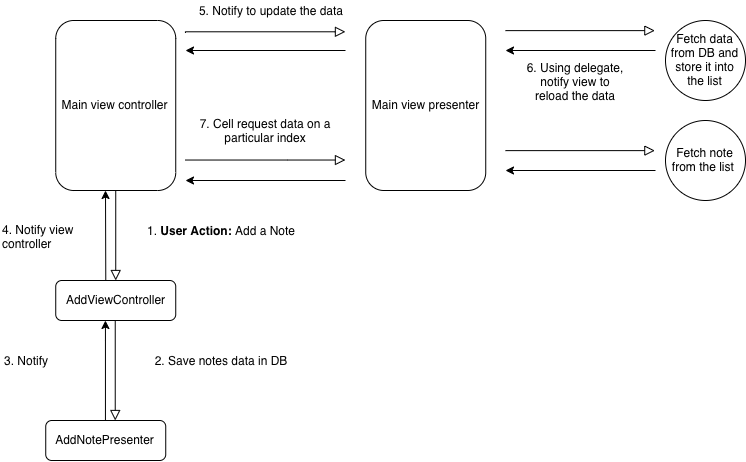 5. Notify to update the data
Main view controller
Main view presenter
Fetch data
from DB and
store it into
the list
6. Using delegate,
notify view to
reload the data
7. Cell request data on a
particular index
Fetch note
from the list
4. Notify view
controller
1. User Action: Add a Note
AddViewController
3. Notify
2. Save notes data in DB
AddNotePresenter